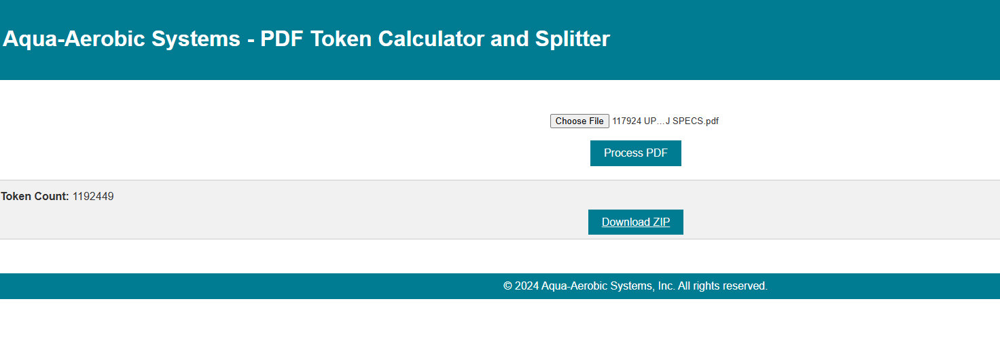 Aqua-Aerobic Systems - PDF Token Calculator and Splitter
Choose File 117924 UP...J SPECS.pdf
Process PDF
Token Count: 1192449
Download ZIP
© 2024 Aqua-Aerobic Systems, Inc. All rights reserved.